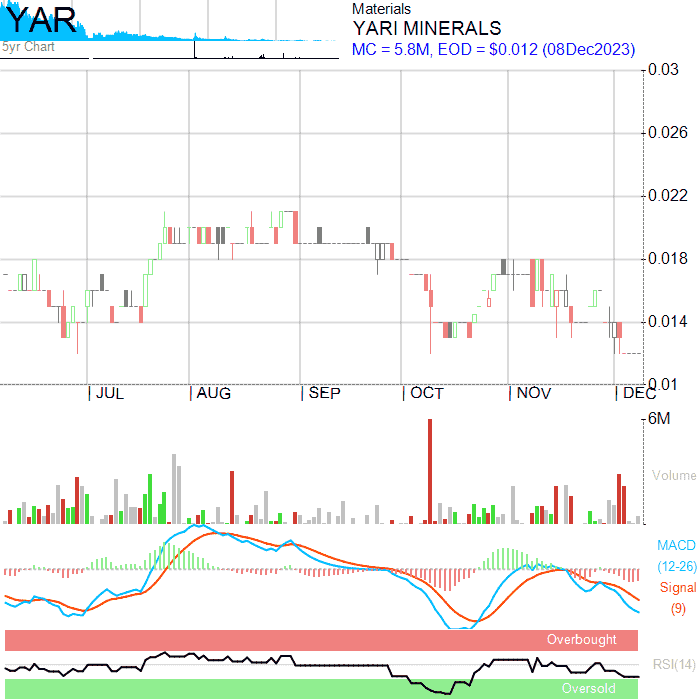 YAR
5yr Chart
Materials
YARI MINERALS
MC = 5.8M, EOD = $0.012 (08Dec2023)
0.03
0.026
0.022
0.018
0.014
0.01
JUL AUG SEP OCT NOV DEC
6M
Volume
MACD
(12-26)
Signal
(9)
Overbought
RSI(14)
Oversold